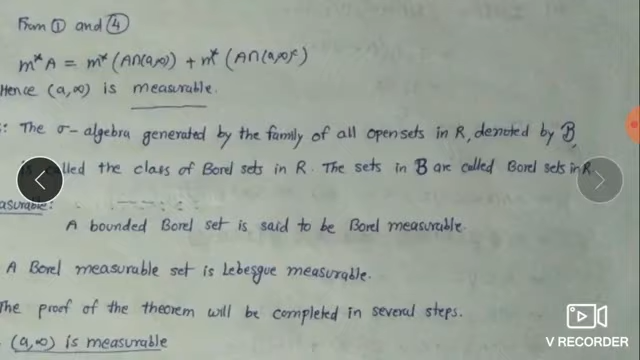 From ① and ④
m*A = m*(A∩(a,∞)) + m*(A∩(a,∞)ᶜ)
Hence (a,∞) is measurable.
: The σ-algebra generated by the family of all open sets in R, denoted by B,
is called the class of Borel sets in R. The sets in B are called Borel sets in R
asurable:
A bounded Borel set is said to be Borel measurable.
A Borel measurable set is Lebesgue measurable.
The proof of the theorem will be completed in several steps.
(a,∞) is measurable
V RECORDER